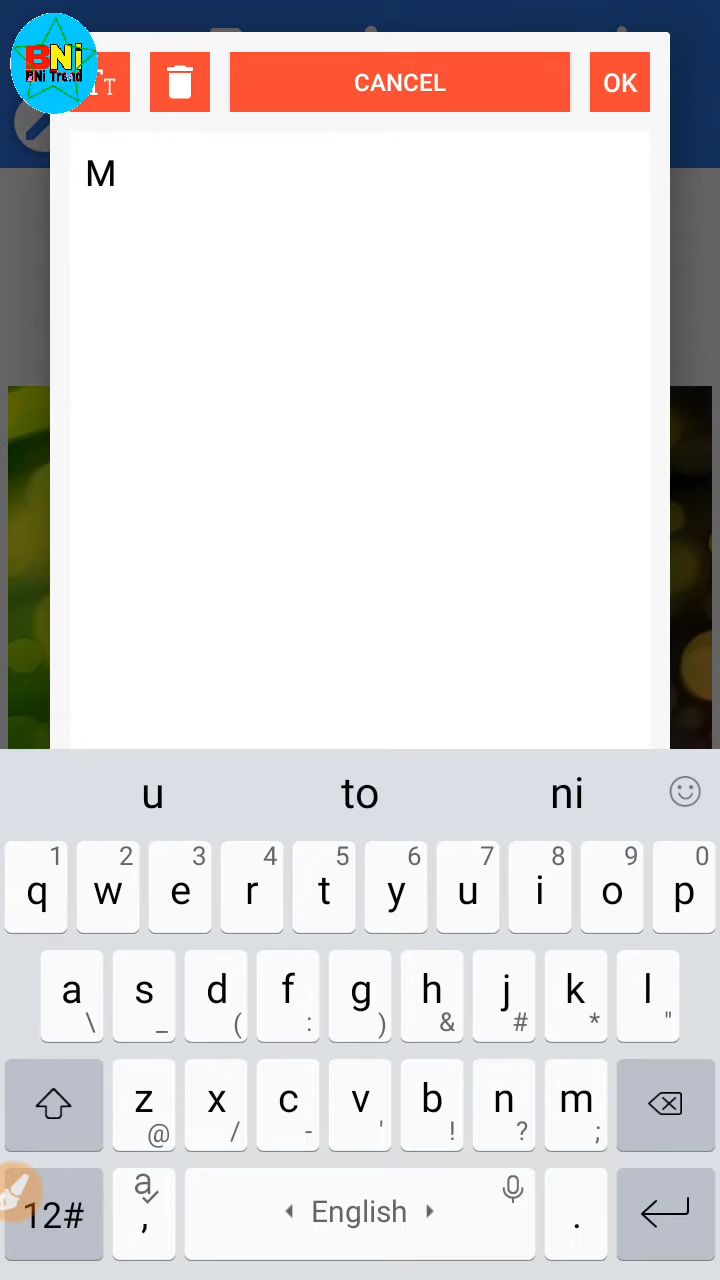 BNi
BNi Trend
TT
CANCEL
OK
M
u to ni
1 2 3 4 5 6 7 8 9 0
q w e r t y u i o p
a s d f g h j k l
\ _ ( : ) & # * "
z x c v b n m
@ / - ' ! ? ;
12# a , English .